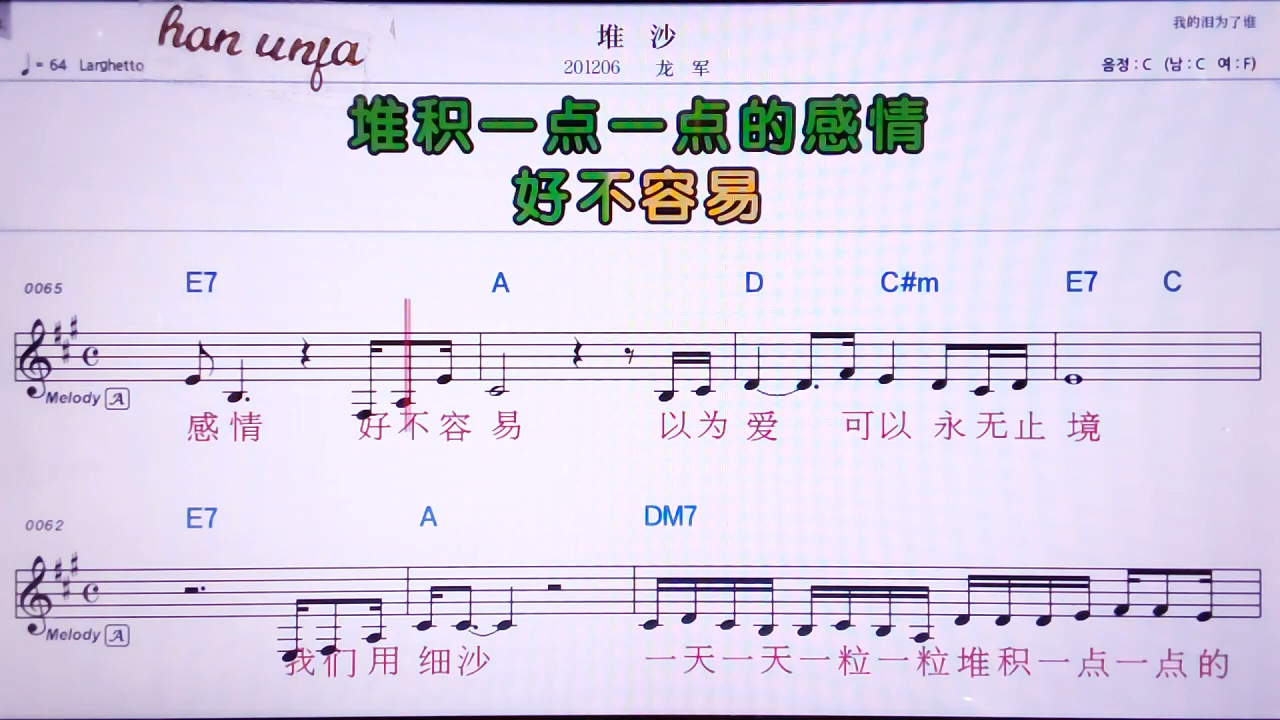 han unfa
堆 沙
我的泪为了谁
♩= 64 Larghetto
201206 龙 军
음정 : C (남 : C 여 : F)
堆积一点一点的感情
好不容易
0065
E7 A D C#m E7 C
Melody A
感 情 好 不 容 易 以 为 爱 可 以 永 无 止 境
0062
E7 A DM7
Melody A
我 们 用 细 沙 一 天 一 天 一 粒 一 粒 堆 积 一 点 一 点 的